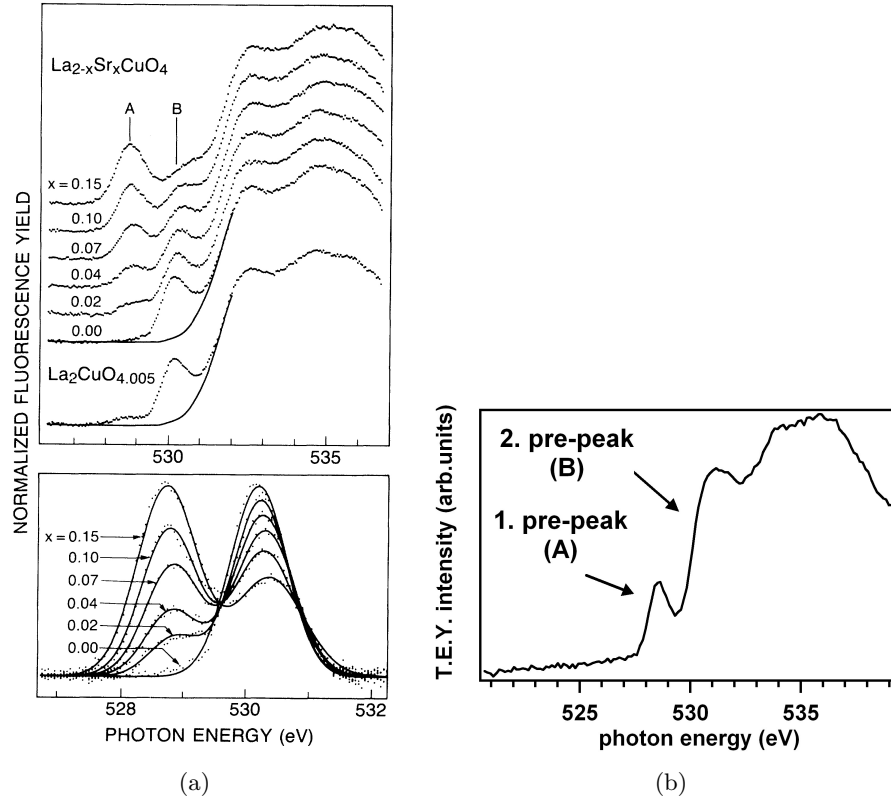 NORMALIZED FLUORESCENCE YIELD
La2-xSrxCuO4
A B
x = 0.15
0.10
0.07
0.04
0.02
0.00
La2CuO4.005
530 535
x = 0.15
0.10
0.07
0.04
0.02
0.00
528 530 532
PHOTON ENERGY (eV)
(a)
T.E.Y. intensity (arb.units)
2. pre-peak
(B)
1. pre-peak
(A)
525 530 535
photon energy (eV)
(b)